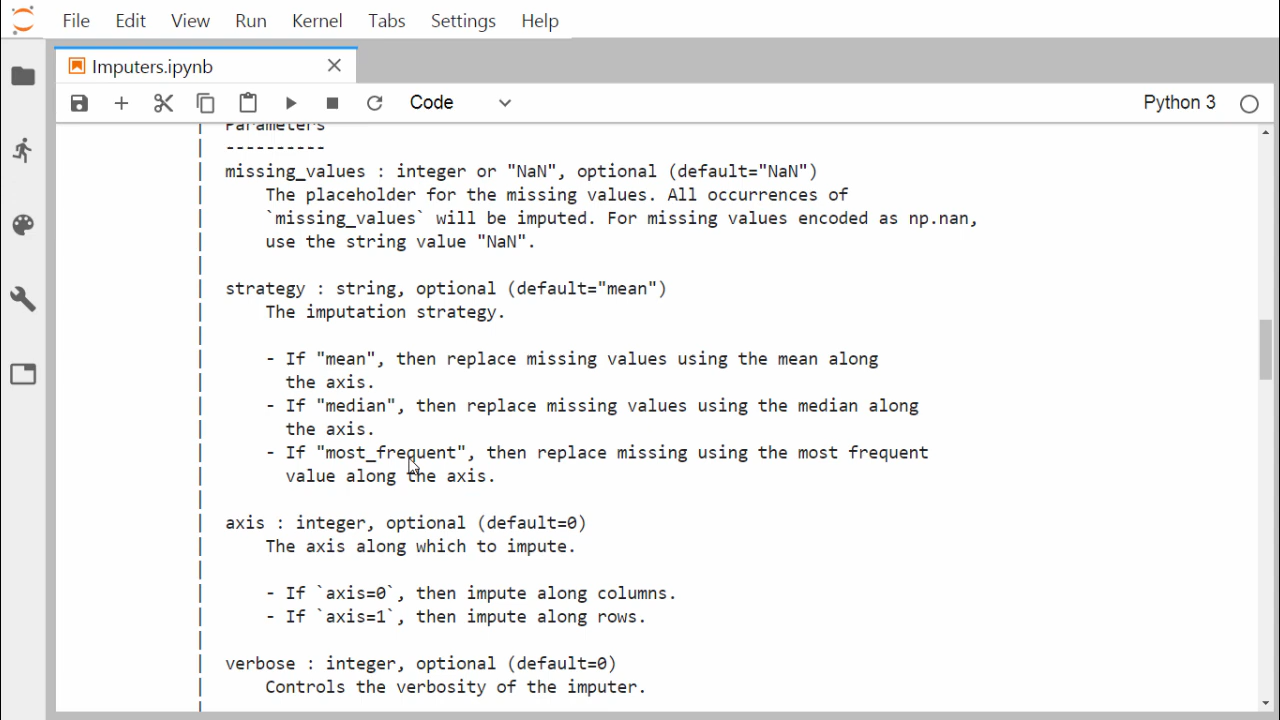 File Edit View Run Kernel Tabs Settings Help
Imputers.ipynb
Code
Python 3
Parameters
----------
missing_values : integer or "NaN", optional (default="NaN")
The placeholder for the missing values. All occurrences of
`missing_values` will be imputed. For missing values encoded as np.nan,
use the string value "NaN".
strategy : string, optional (default="mean")
The imputation strategy.
- If "mean", then replace missing values using the mean along
the axis.
- If "median", then replace missing values using the median along
the axis.
- If "most_frequent", then replace missing using the most frequent
value along the axis.
axis : integer, optional (default=0)
The axis along which to impute.
- If `axis=0`, then impute along columns.
- If `axis=1`, then impute along rows.
verbose : integer, optional (default=0)
Controls the verbosity of the imputer.